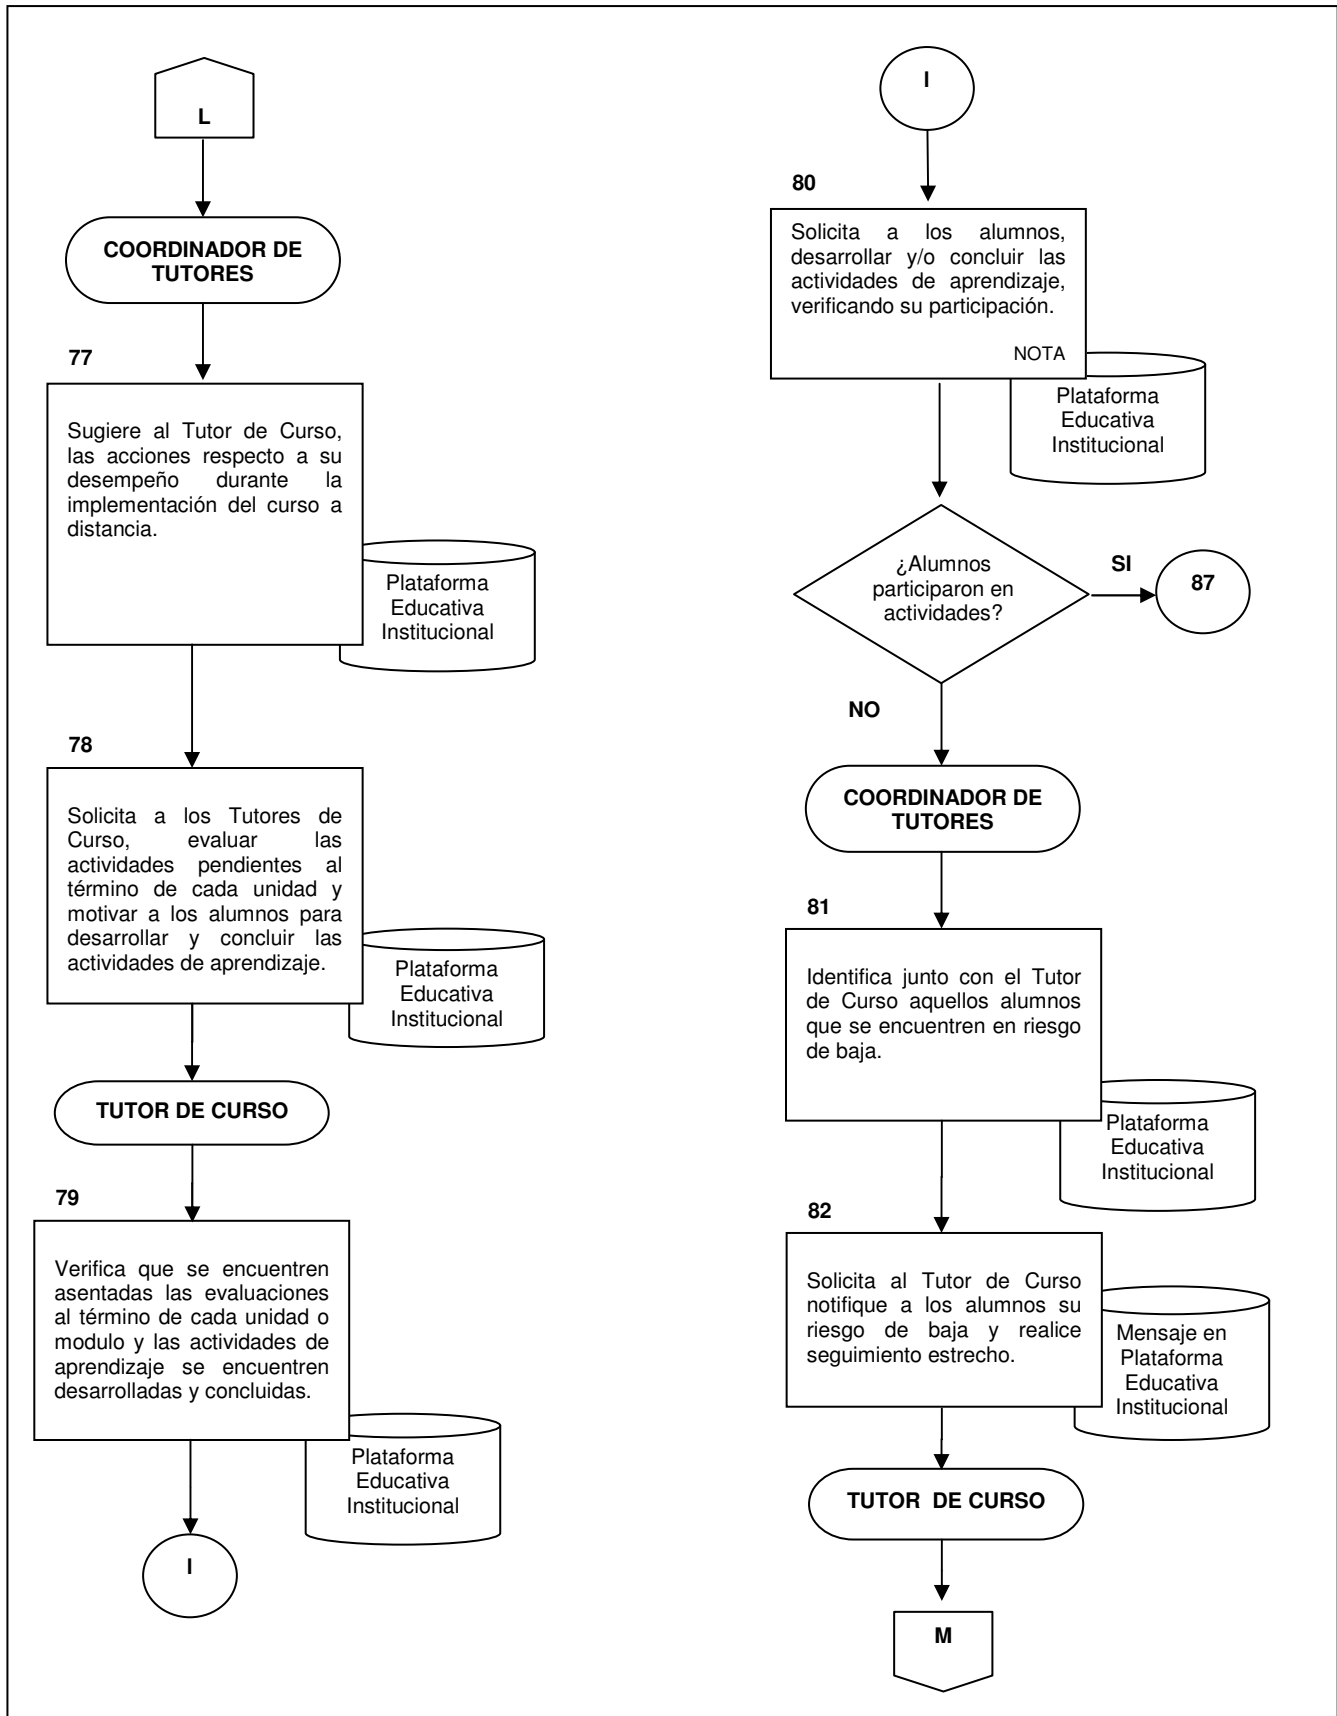 L
COORDINADOR DE
TUTORES
77
Sugiere al Tutor de Curso,
las acciones respecto a su
desempeño durante la
implementación del curso a
distancia.
Plataforma
Educativa
Institucional
78
Solicita a los Tutores de
Curso, evaluar las
actividades pendientes al
término de cada unidad y
motivar a los alumnos para
desarrollar y concluir las
actividades de aprendizaje.
Plataforma
Educativa
Institucional
TUTOR DE CURSO
79
Verifica que se encuentren
asentadas las evaluaciones
al término de cada unidad o
modulo y las actividades de
aprendizaje se encuentren
desarrolladas y concluidas.
Plataforma
Educativa
Institucional
I
I
80
Solicita a los alumnos,
desarrollar y/o concluir las
actividades de aprendizaje,
verificando su participación.
NOTA
Plataforma
Educativa
Institucional
¿Alumnos
participaron en
actividades?
SI
87
NO
COORDINADOR DE
TUTORES
81
Identifica junto con el Tutor
de Curso aquellos alumnos
que se encuentren en riesgo
de baja.
Plataforma
Educativa
Institucional
82
Solicita al Tutor de Curso
notifique a los alumnos su
riesgo de baja y realice
seguimiento estrecho.
Mensaje en
Plataforma
Educativa
Institucional
TUTOR DE CURSO
M